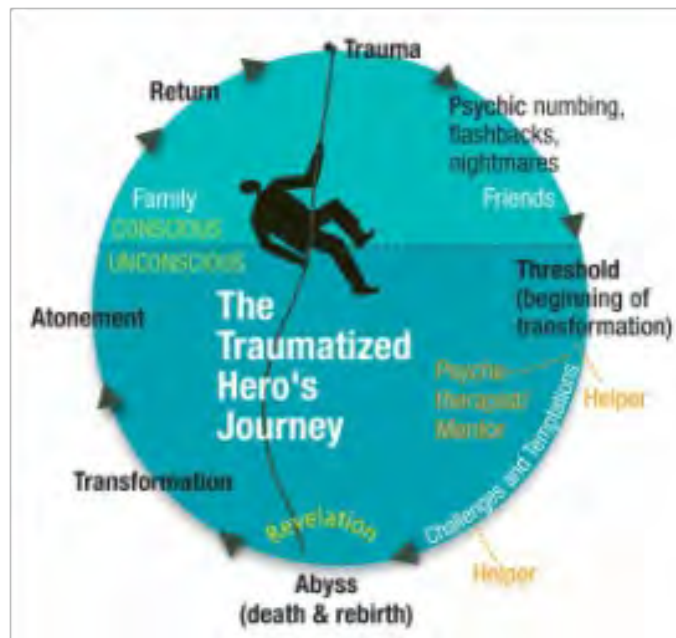 Trauma
Psychic numbing,
flashbacks,
nightmares
Return
Family
Friends
CONSCIOUS
UNCONSCIOUS
Threshold
(beginning of
transformation)
The
Traumatized
Hero's
Journey
Atonement
Psycho-
therapist/
Mentor
Helper
Challenges and Temptations
Transformation
Revelation
Helper
Abyss
(death & rebirth)